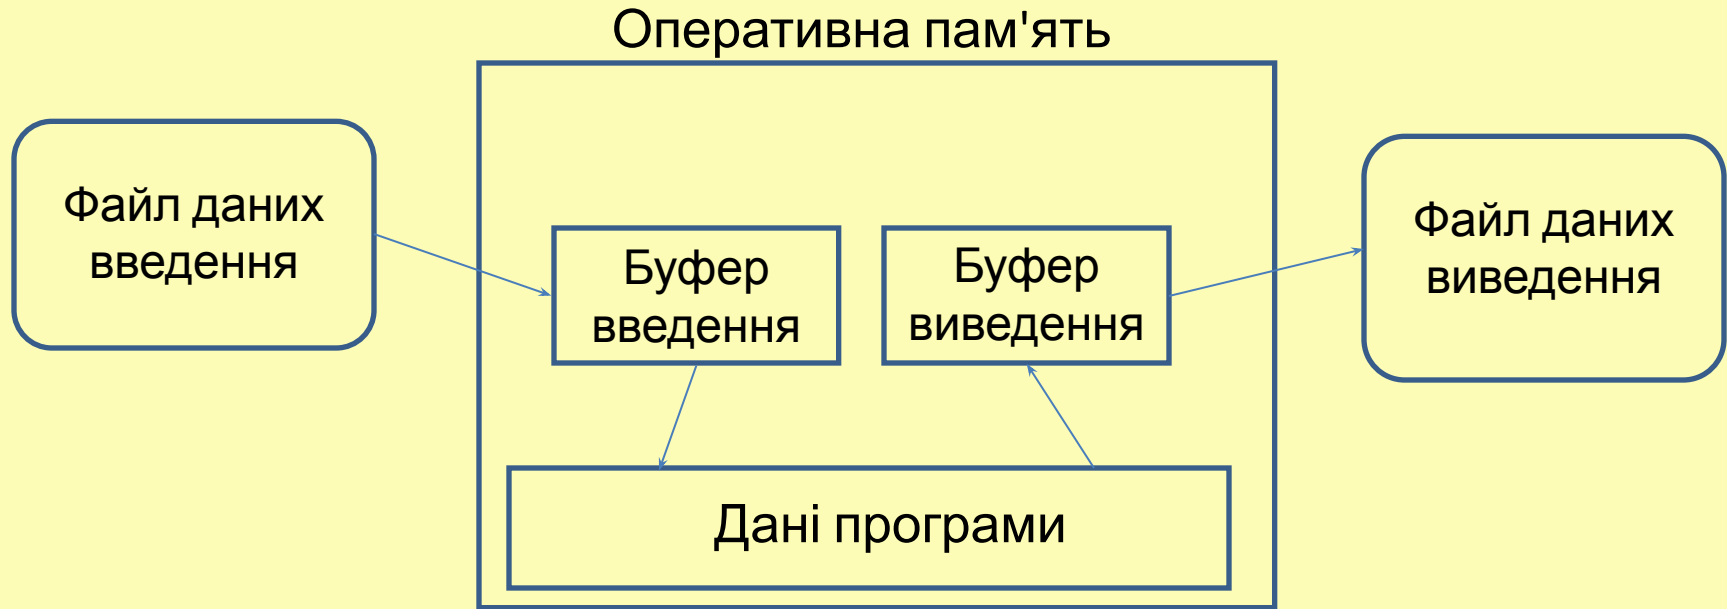 Оперативна пам'ять
Файл даних
введення
Буфер
введення
Буфер
виведення
Файл даних
виведення
Дані програми